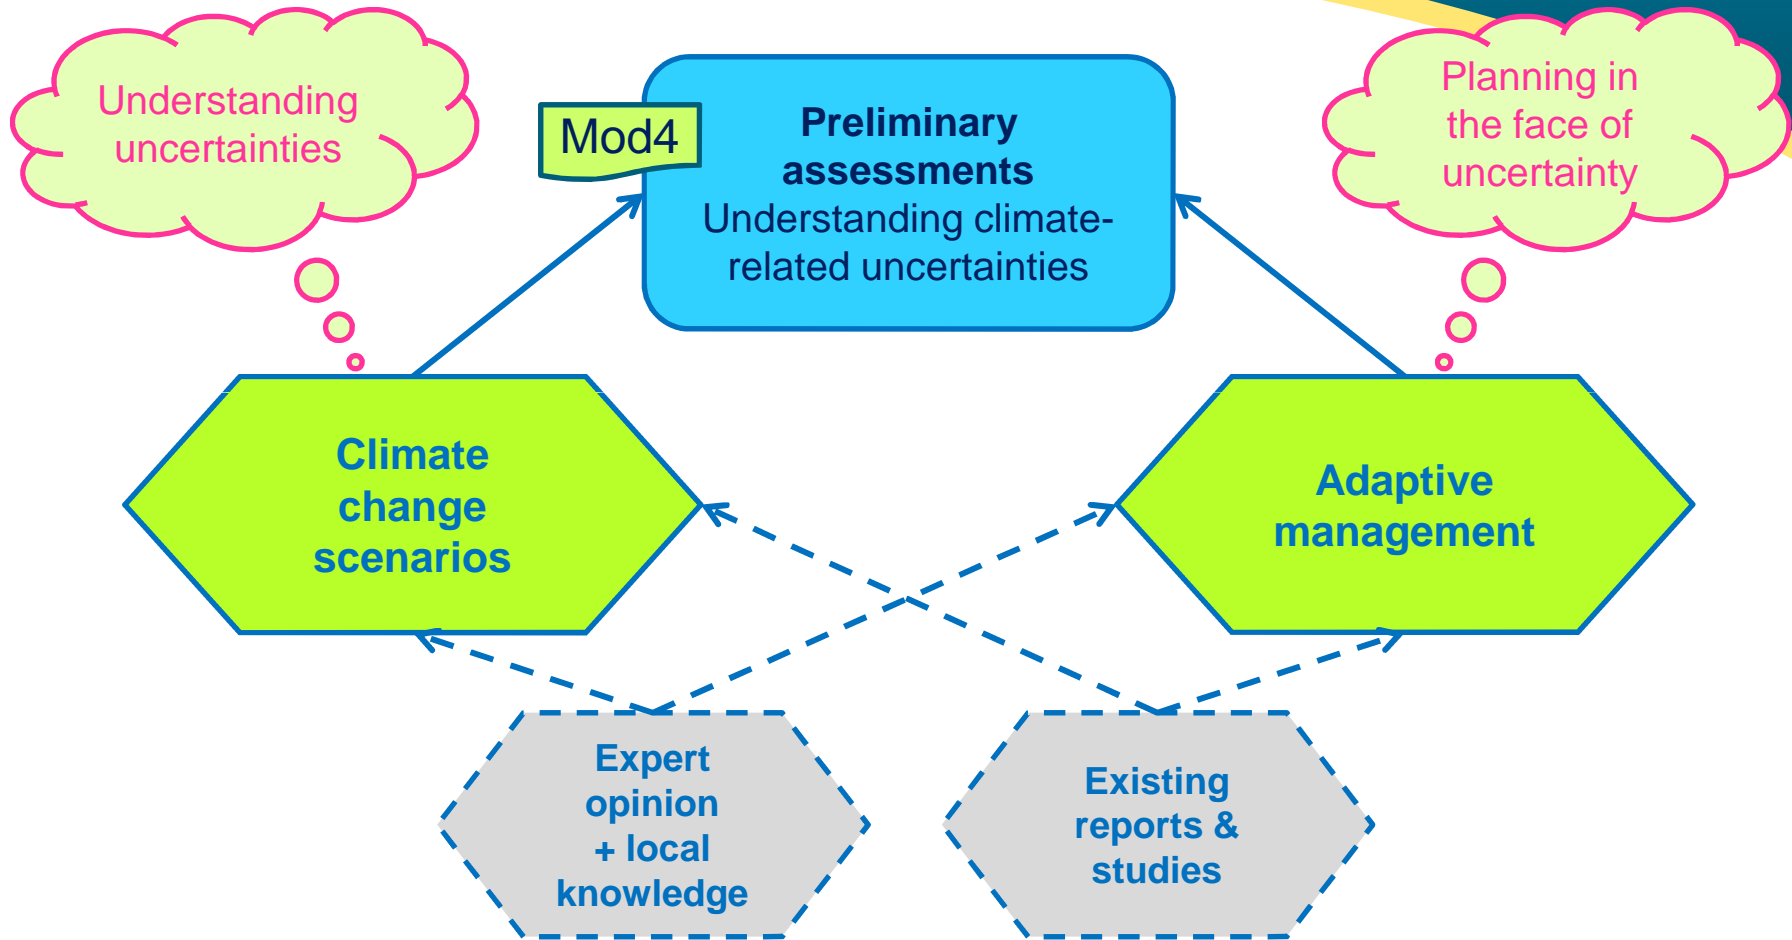 Understanding
uncertainties
Mod4
Preliminary
assessments
Understanding climate-
related uncertainties
Planning in
the face of
uncertainty
Climate
change
scenarios
Adaptive
management
Expert
opinion
+ local
knowledge
Existing
reports &
studies